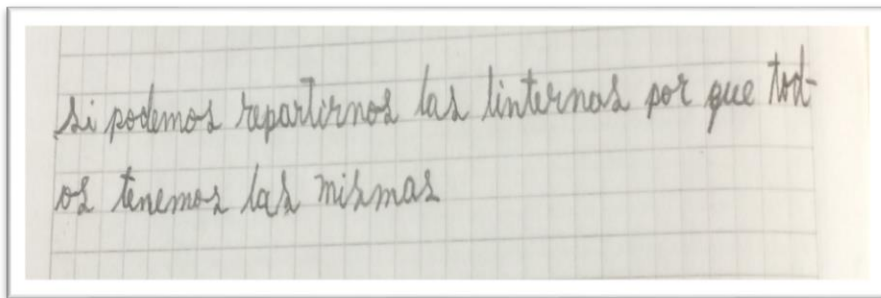 si podemos repartirnos las linternas por que tod-
os tenemos las mismas